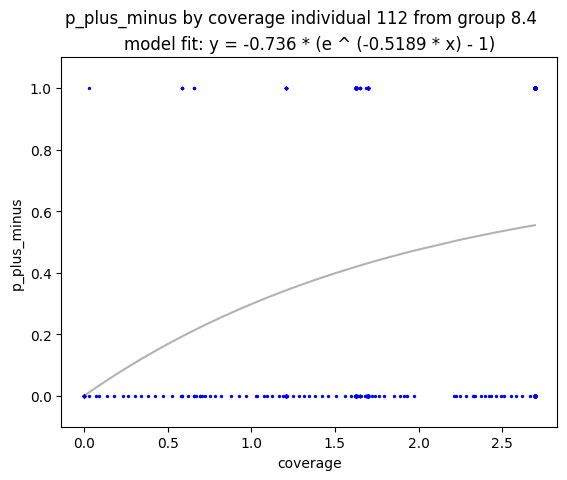 p_plus_minus by coverage individual 112 from group 8.4
model fit: y = -0.736 * (e ^ (-0.5189 * x) - 1)
1.0
0.8
0.6
0.4
0.2
0.0
p_plus_minus
0.0 0.5 1.0 1.5 2.0 2.5
coverage